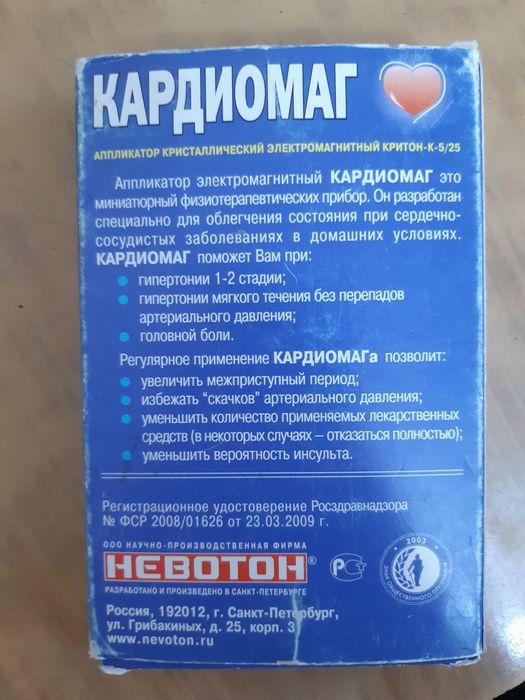 КАРДИОМАГ
АППЛИКАТОР КРИСТАЛЛИЧЕСКИЙ ЭЛЕКТРОМАГНИТНЫЙ КРИТОН-К-5/25
Аппликатор электромагнитный КАРДИОМАГ это
миниатюрный физиотерапевтических прибор. Он разработан
специально для облегчения состояния при сердечно-
сосудистых заболеваниях в домашних условиях.
КАРДИОМАГ поможет Вам при:
гипертонии 1-2 стадии;
гипертонии мягкого течения без перепадов
артериального давления;
головной боли.
Регулярное применение КАРДИОМАГа позволит:
увеличить межприступный период;
избежать "скачков" артериального давления;
уменьшить количество применяемых лекарственных
средств (в некоторых случаях – отказаться полностью);
уменьшить вероятность инсульта.
Регистрационное удостоверение Росздравнадзора
№ ФСР 2008/01626 от 23.03.2009 г.
ООО НАУЧНО-ПРОИЗВОДСТВЕННАЯ ФИРМА
НЕВОТОН®
РАЗРАБОТАНО И ПРОИЗВЕДЕНО В САНКТ-ПЕТЕРБУРГЕ
РСТ
2003
ЗНАК ОБЩЕСТВЕННОГО ПРИЗНАНИЯ
Россия, 192012, г. Санкт-Петербург,
ул. Грибакиных, д. 25, корп. 3
www.nevoton.ru